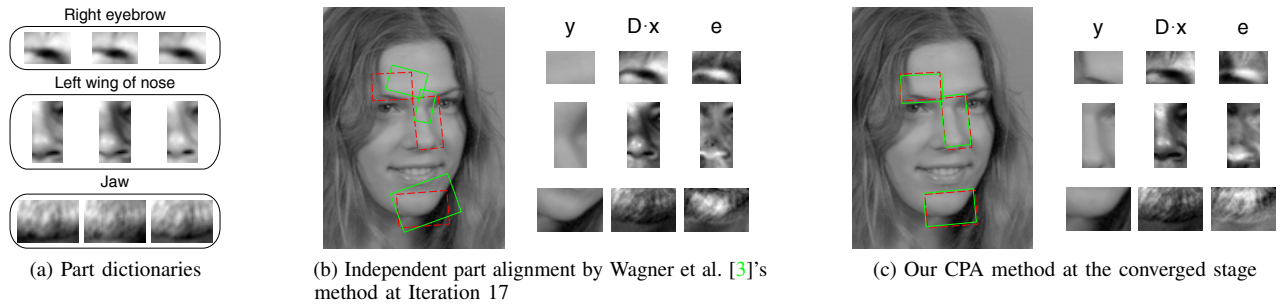 Right eyebrow
Left wing of nose
Jaw
(a) Part dictionaries
y D·x e
(b) Independent part alignment by Wagner et al. [3]'s
method at Iteration 17
y D·x e
(c) Our CPA method at the converged stage